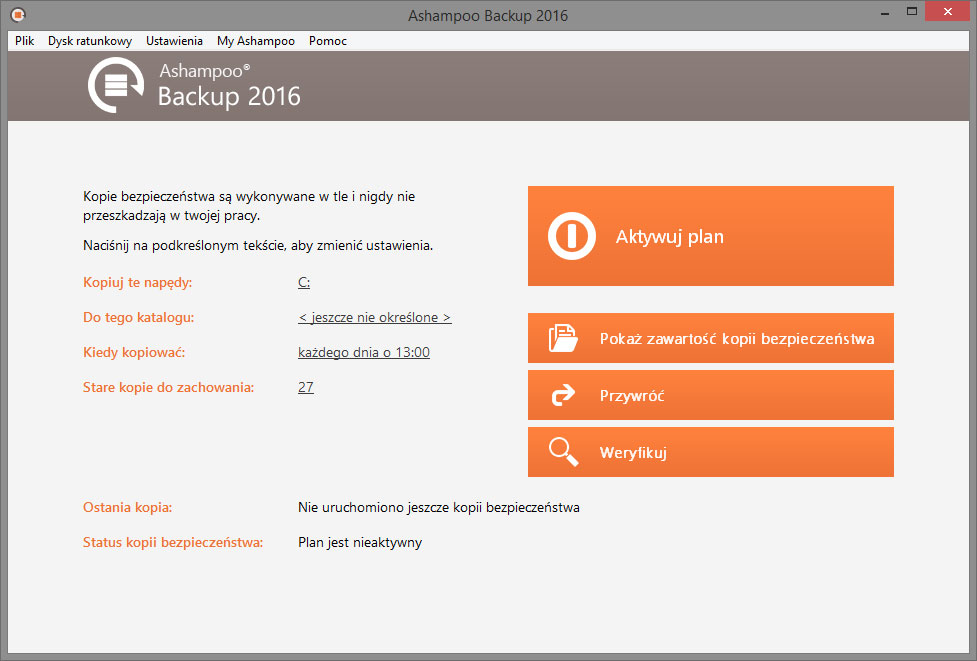 Ashampoo Backup 2016
Plik Dysk ratunkowy Ustawienia My Ashampoo Pomoc
Ashampoo®
Backup 2016
Kopie bezpieczeństwa są wykonywane w tle i nigdy nie
przeszkadzają w twojej pracy.
Naciśnij na podkreślonym tekście, aby zmienić ustawienia.
Kopiuj te napędy: C:
Do tego katalogu: < jeszcze nie określone >
Kiedy kopiować: każdego dnia o 13:00
Stare kopie do zachowania: 27
Aktywuj plan
Pokaż zawartość kopii bezpieczeństwa
Przywróć
Weryfikuj
Ostania kopia: Nie uruchomiono jeszcze kopii bezpieczeństwa
Status kopii bezpieczeństwa: Plan jest nieaktywny